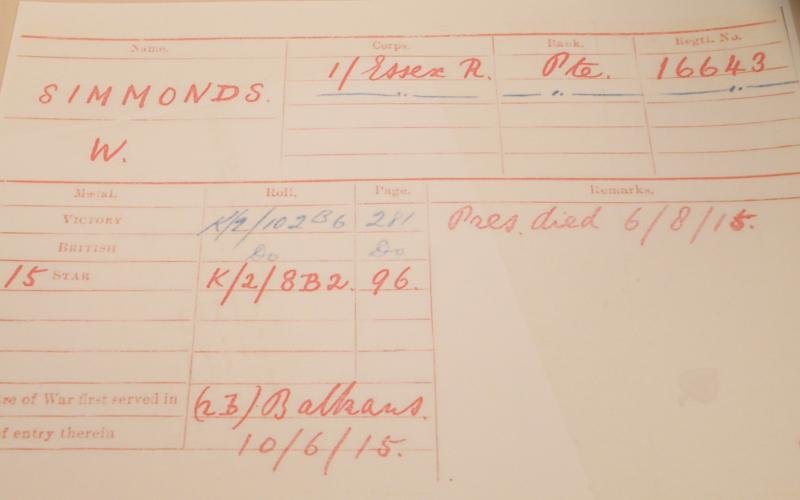 Name. Corps. Rank. Regtl. No.
SIMMONDS. 1/Essex R. Pte. 16643
W.
Medal. Roll. Page. Remarks.
VICTORY K/2/102B6 281 Pres. died 6/8/15.
BRITISH Do Do
15 STAR K/2/8B2. 96.
re of War first served in (2B) Balkans.
of entry therein 10/6/15.